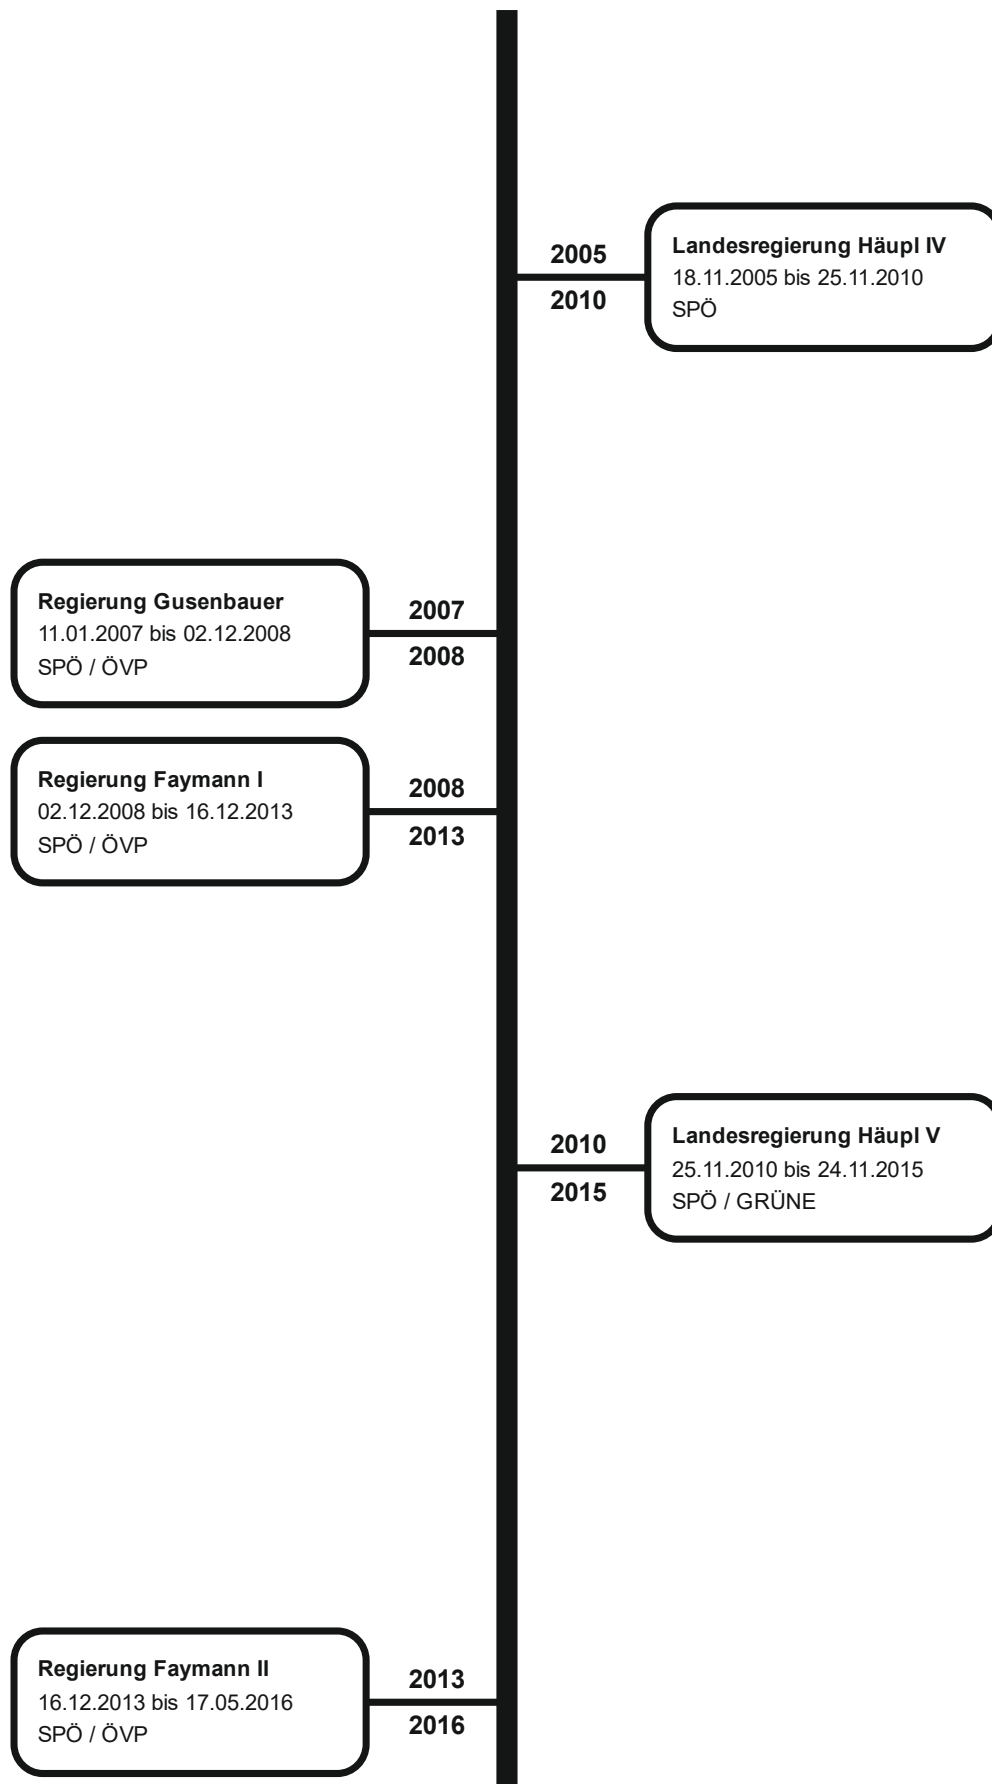 2005
2010
Landesregierung Häupl IV
18.11.2005 bis 25.11.2010
SPÖ
Regierung Gusenbauer
11.01.2007 bis 02.12.2008
SPÖ / ÖVP
2007
2008
Regierung Faymann I
02.12.2008 bis 16.12.2013
SPÖ / ÖVP
2008
2013
2010
2015
Landesregierung Häupl V
25.11.2010 bis 24.11.2015
SPÖ / GRÜNE
Regierung Faymann II
16.12.2013 bis 17.05.2016
SPÖ / ÖVP
2013
2016